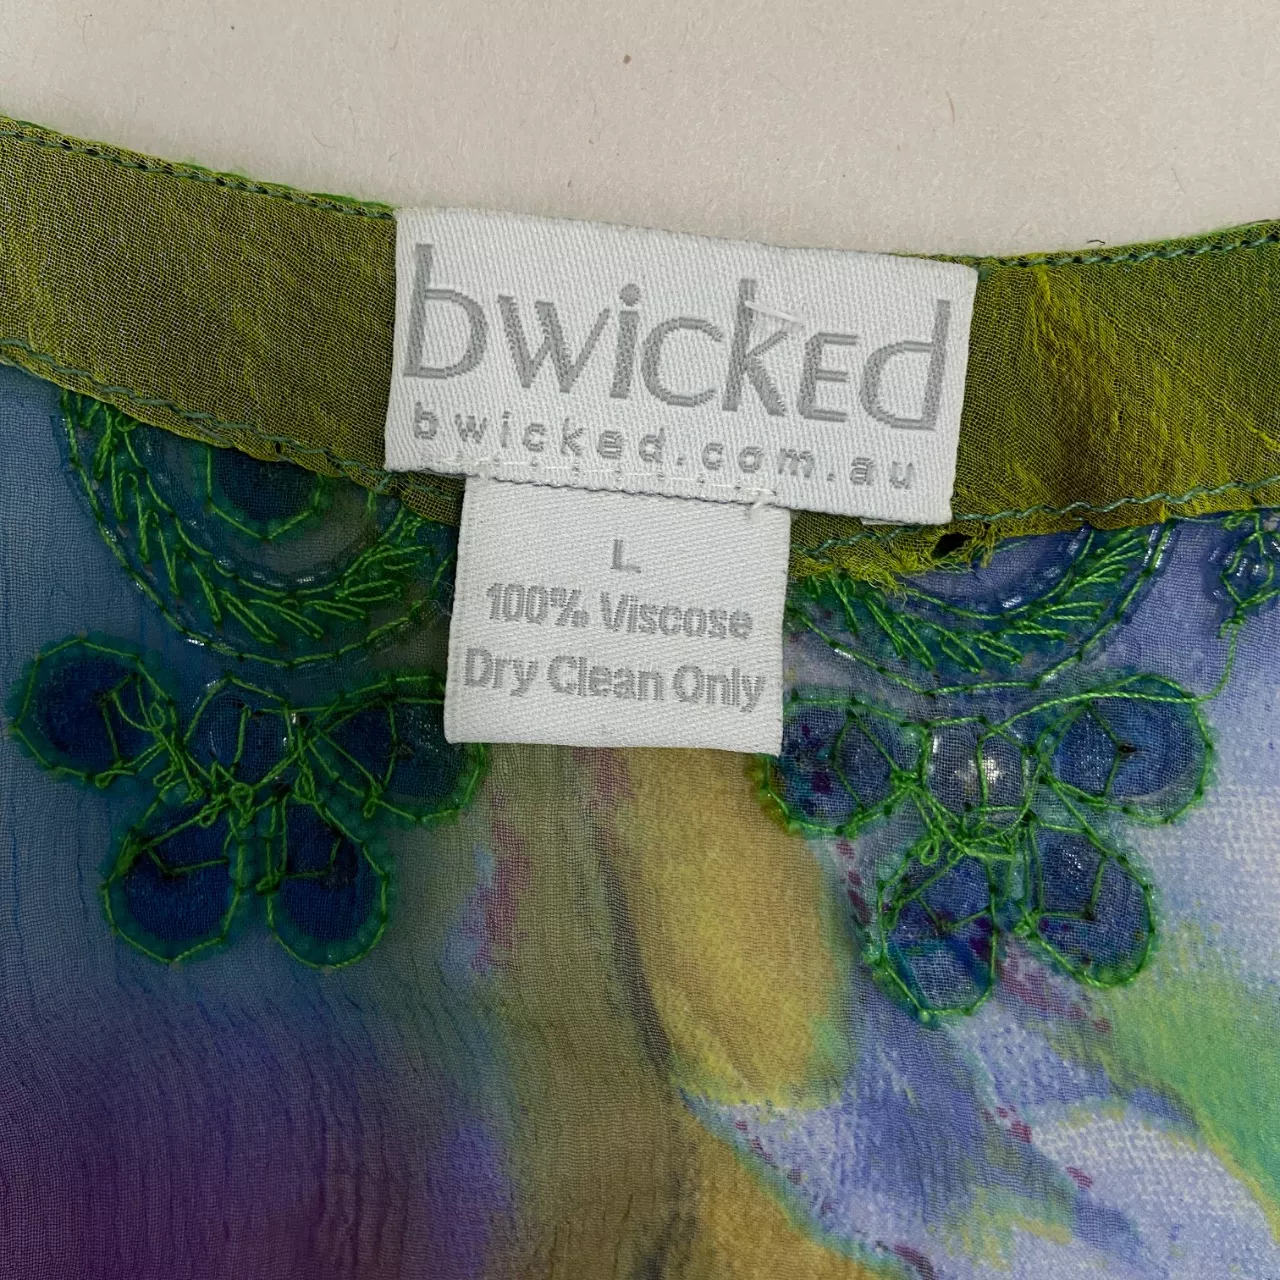 bwickEd
bwicked.com.au
L
100% Viscose
Dry Clean Only